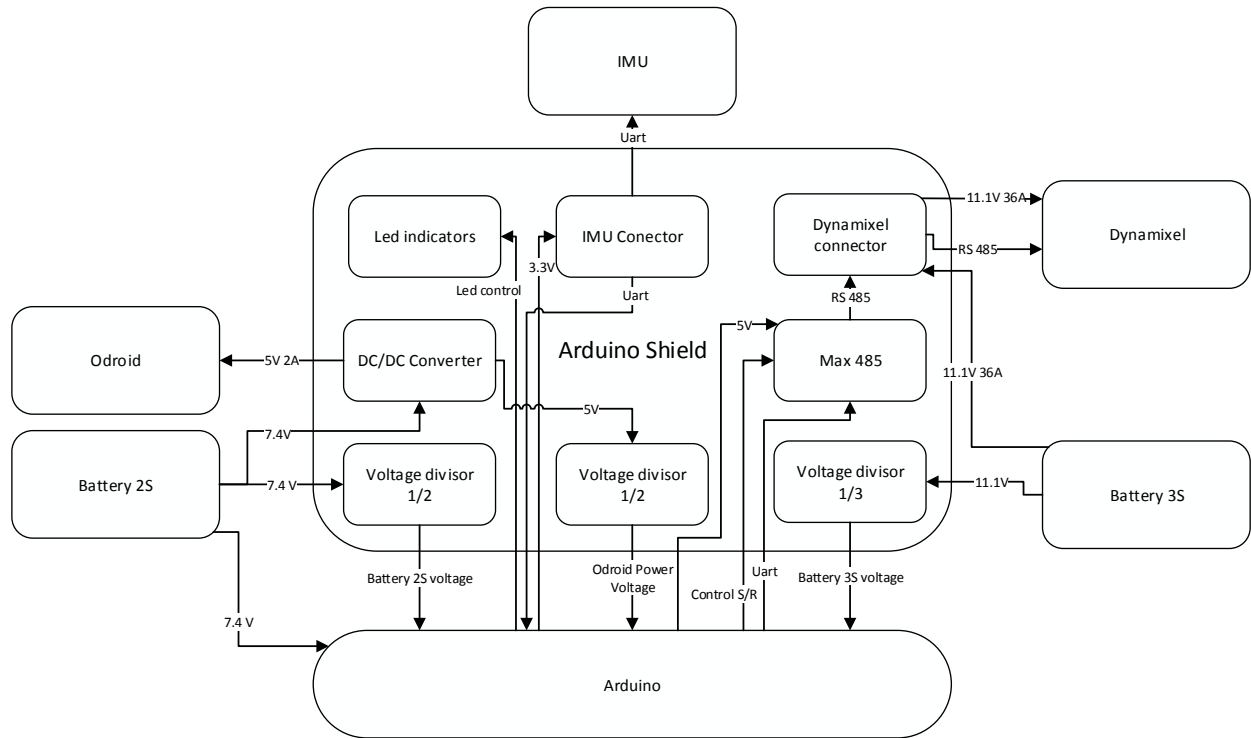 IMU
Uart
11.1V 36A
Led indicators
IMU Conector
Dynamixel
connector
Dynamixel
RS 485
3.3V
Led control
Uart
RS 485
5V
Odroid
5V 2A
DC/DC Converter
Arduino Shield
Max 485
11.1V 36A
5V
7.4V
Battery 2S
7.4 V
Voltage divisor
1/2
Voltage divisor
1/2
Voltage divisor
1/3
11.1V
Battery 3S
Battery 2S voltage
Odroid Power
Voltage
Uart
Battery 3S voltage
Control S/R
7.4 V
Arduino